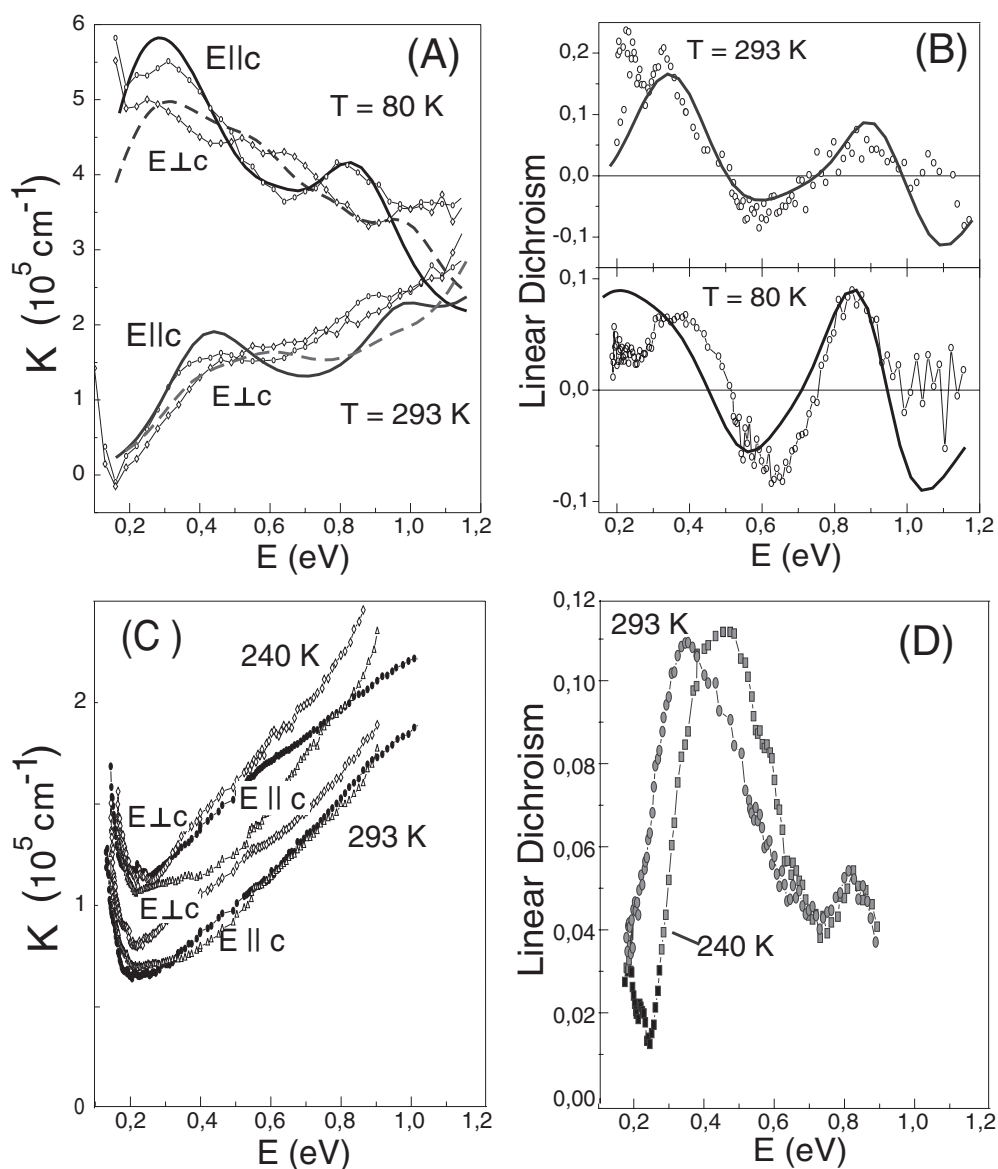 6
5
4
3
2
1
0
K (10^5 cm^-1)
(A)
E||c
T = 80 K
E⊥c
E||c
E⊥c
T = 293 K
0,2 0,4 0,6 0,8 1,0 1,2
E (eV)
0,2
0,1
0,0
-0,1
0,1
0,0
-0,1
Linear Dichroism
(B)
T = 293 K
T = 80 K
0,2 0,4 0,6 0,8 1,0 1,2
E (eV)
2
1
0
K (10^5 cm^-1)
(C )
240 K
E⊥c
E || c
293 K
E⊥c
E || c
0,2 0,4 0,6 0,8 1,0 1,2
E (eV)
0,12
0,10
0,08
0,06
0,04
0,02
0,00
Linear Dichroism
293 K
(D)
240 K
0,2 0,4 0,6 0,8 1,0 1,2
E (eV)